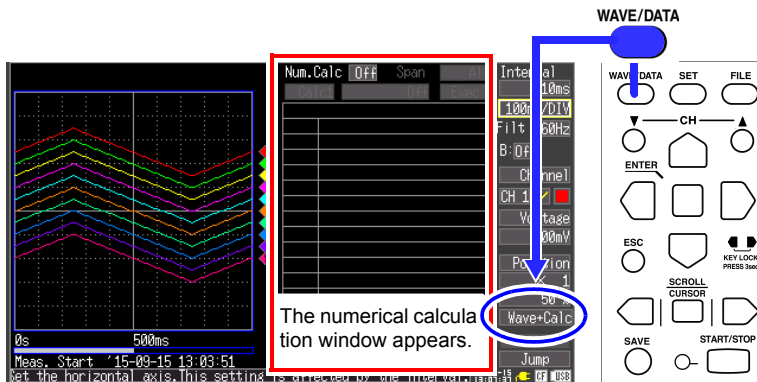 WAVE/DATA
Num.Calc Off Span All
Calc1 Off Exec
Internal
10ms
100ms/DIV
Filt 60Hz
B: Off
Channel
CH 1
Voltage
Position
1
50 %
Wave+Calc
Jump
The numerical calcula
tion window appears.
0s 500ms
Meas. Start '15-09-15 13:03:51
Set the horizontal axis.This setting is affected by the interval.
CF USB
WAVE/DATA SET FILE
CH
ENTER
ESC
KEY LOCK
PRESS 3sec
SCROLL
CURSOR
SAVE START/STOP